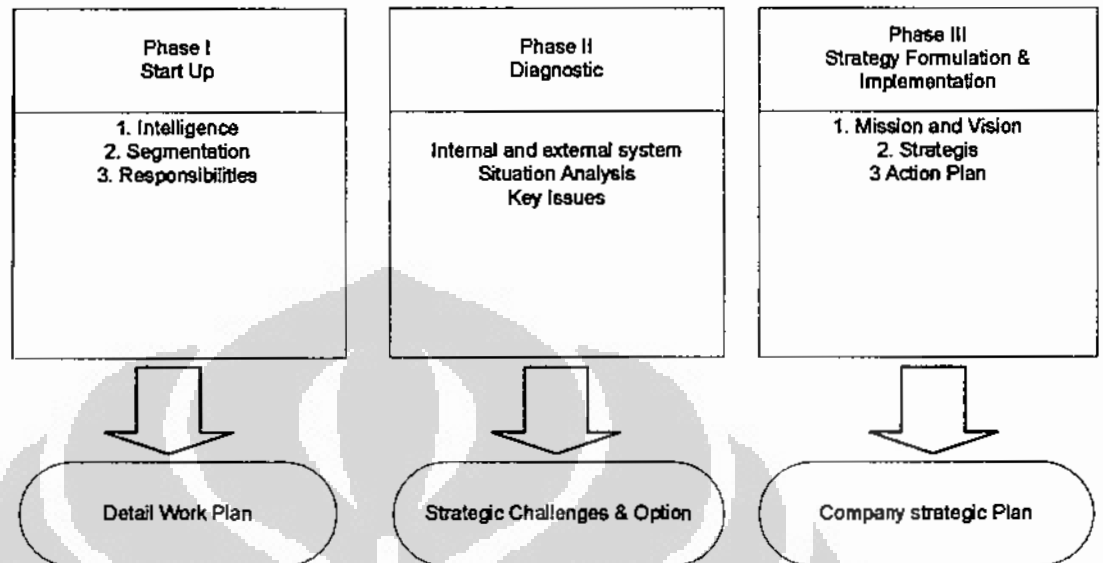 Phase I
Start Up
1. Intelligence
2. Segmentation
3. Responsibilities
Detail Work Plan
Phase II
Diagnostic
Internal and external system
Situation Analysis
Key Issues
Strategic Challenges & Option
Phase III
Strategy Formulation &
Implementation
1. Mission and Vision
2. Strategis
3 Action Plan
Company strategic Plan